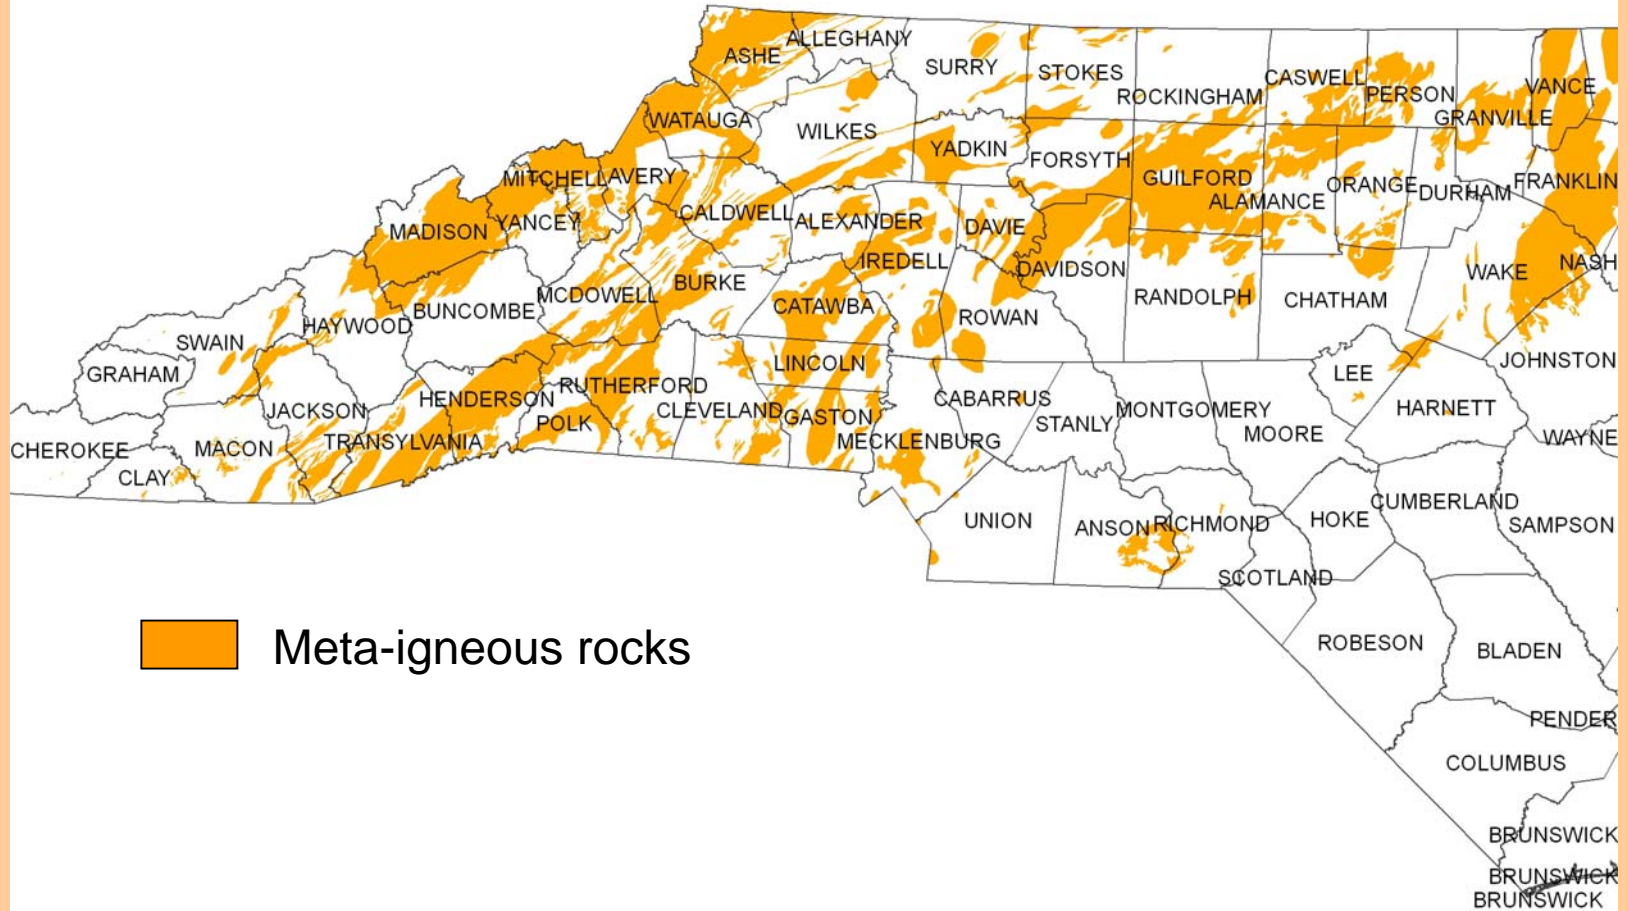 ALLEGHANY
ASHE
SURRY
STOKES
CASWELL
PERSON
VANCE
ROCKINGHAM
GRANVILLE
WATAUGA
WILKES
YADKIN
FORSYTH
MITCHELL
AVERY
GUILFORD
ORANGE
DURHAM
FRANKLIN
ALAMANCE
MADISON
YANCEY
CALDWELL
ALEXANDER
DAVIE
IREDELL
DAVIDSON
WAKE
NASH
BURKE
MCDOWELL
CATAWBA
RANDOLPH
CHATHAM
BUNCOMBE
HAYWOOD
ROWAN
SWAIN
LINCOLN
JOHNSTON
GRAHAM
LEE
RUTHERFORD
HENDERSON
CABARRUS
JACKSON
CLEVELAND
GASTON
MONTGOMERY
HARNETT
POLK
STANLY
MOORE
WAYNE
CHEROKEE
MACON
TRANSYLVANIA
MECKLENBURG
CLAY
CUMBERLAND
UNION
ANSON
RICHMOND
HOKE
SAMPSON
SCOTLAND
ROBESON
BLADEN
Meta-igneous rocks
PENDER
COLUMBUS
BRUNSWICK
BRUNSWICK
BRUNSWICK